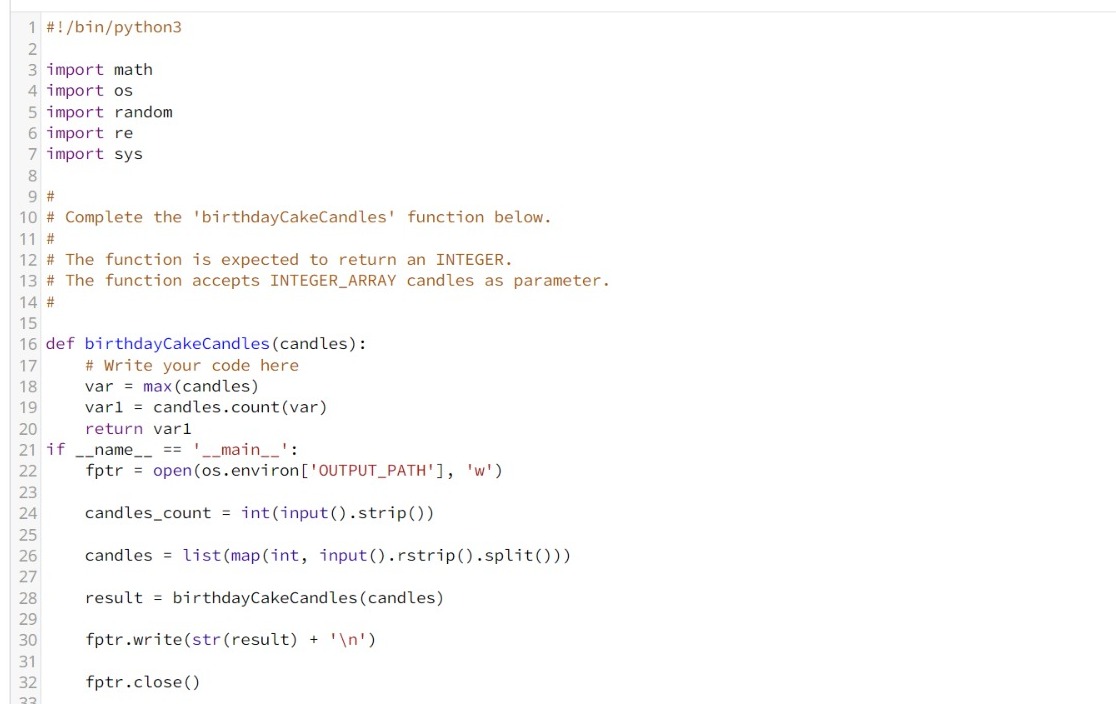 1 #!/bin/python3
2
3 import math
4 import os
5 import random
6 import re
7 import sys
8
9 #
10 # Complete the 'birthdayCakeCandles' function below.
11 #
12 # The function is expected to return an INTEGER.
13 # The function accepts INTEGER_ARRAY candles as parameter.
14 #
15
16 def birthdayCakeCandles(candles):
17     # Write your code here
18     var = max(candles)
19     var1 = candles.count(var)
20     return var1
21 if __name__ == '__main__':
22     fptr = open(os.environ['OUTPUT_PATH'], 'w')
23
24     candles_count = int(input().strip())
25
26     candles = list(map(int, input().rstrip().split()))
27
28     result = birthdayCakeCandles(candles)
29
30     fptr.write(str(result) + '\n')
31
32     fptr.close()
33